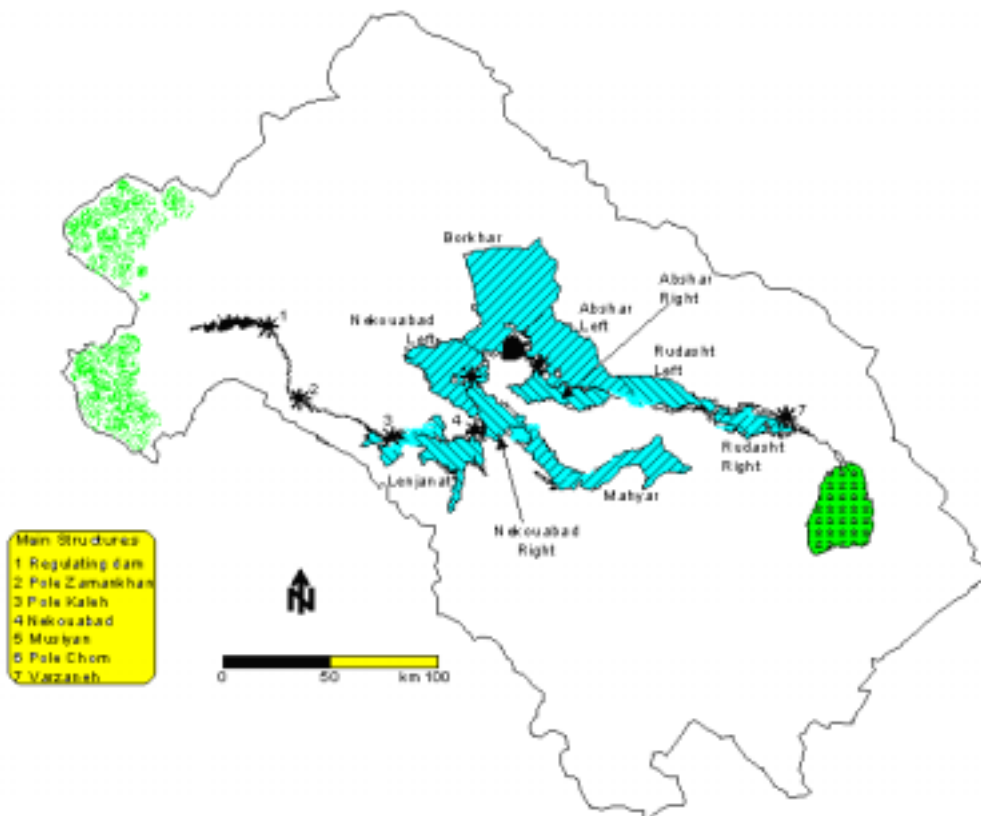 Borkhar
Abshar
Right
Abshar
Left
Nekouabad
Left
Rudasht
Left
1
2
3
4
7
Rudasht
Right
Lenjanat
Mahyar
Nekouabad
Right
Main Structures
1 Regulating dam
2 Pole Zamankhan
3 Pole Kaleh
4 Nekouabad
5 Musiyan
6 Pole Chom
7 Varzaneh
N
0 50 km 100